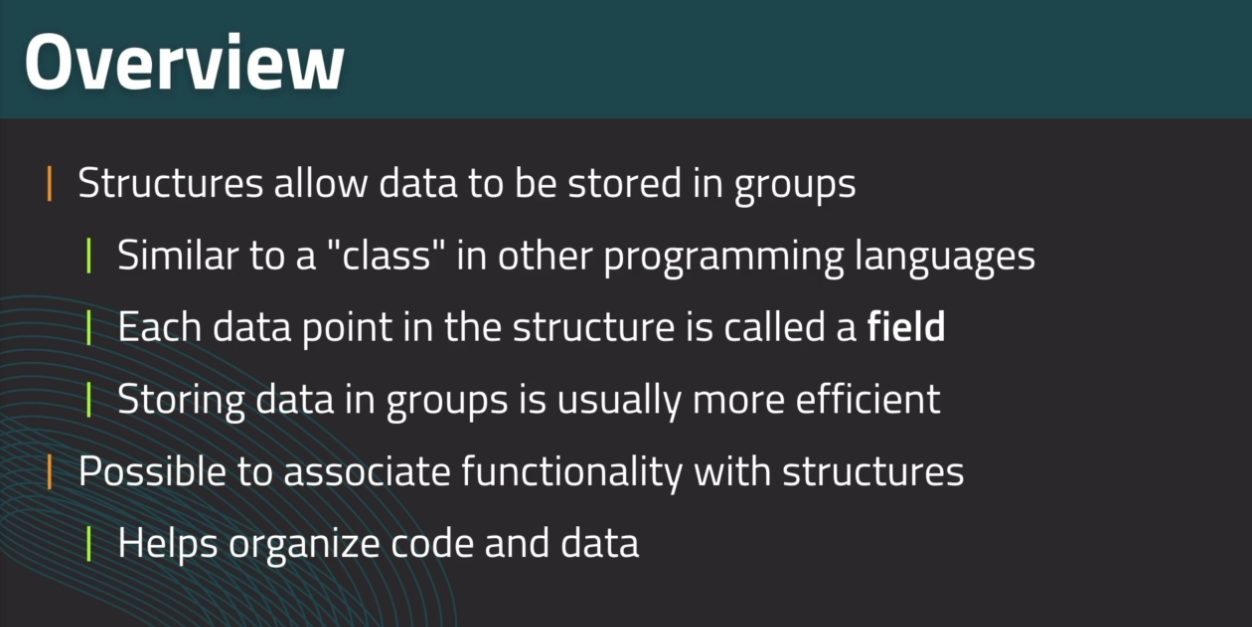 Overview
Structures allow data to be stored in groups
Similar to a "class" in other programming languages
Each data point in the structure is called a field
Storing data in groups is usually more efficient
Possible to associate functionality with structures
Helps organize code and data